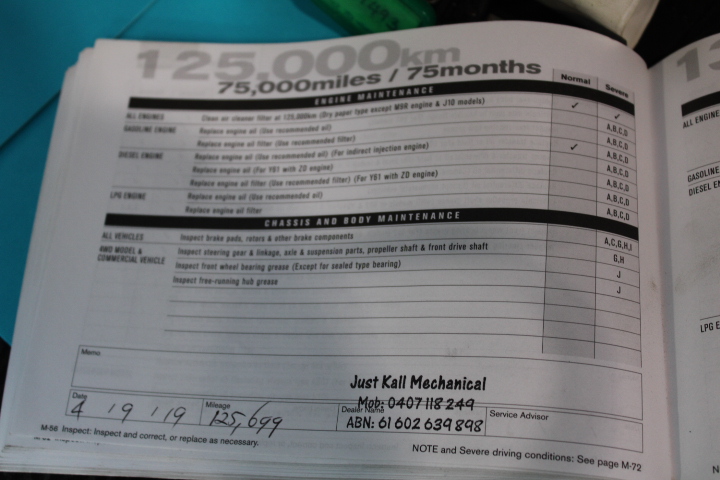 125,000km
75,000miles / 75months
Normal Severe
ENGINE MAINTENANCE
ALL ENGINES Clean air cleaner filter at 125,000km (Dry paper type except M9R engine & J10 models) ✓ ✓
GASOLINE ENGINE Replace engine oil (Use recommended oil) A,B,C,D
Replace engine oil filter (Use recommended filter) A,B,C,D
DIESEL ENGINE Replace engine oil (Use recommended oil) (For indirect injection engine) ✓ A,B,C,D
Replace engine oil (For Y61 with ZD engine) A,B,C,D
Replace engine oil filter (Use recommended filter) (For Y61 with ZD engine) A,B,C,D
LPG ENGINE Replace engine oil (Use recommended oil) A,B,C,D
Replace engine oil filter A,B,C,D
CHASSIS AND BODY MAINTENANCE
ALL VEHICLES Inspect brake pads, rotors & other brake components A,C,G,H,I
4WD MODEL & COMMERCIAL VEHICLE Inspect steering gear & linkage, axle & suspension parts, propeller shaft & front drive shaft G,H
Inspect front wheel bearing grease (Except for sealed type bearing) J
Inspect free-running hub grease J
Memo
Just Kall Mechanical
Mob: 0407 118 249
ABN: 61 602 639 898
Date
4 / 9 / 19
Mileage
125,699
Dealer Name
Service Advisor
M-56 Inspect: Inspect and correct, or replace as necessary.
NOTE and Severe driving conditions: See page M-72
ALL ENGINE
GASOLINE
DIESEL EN
LPG E